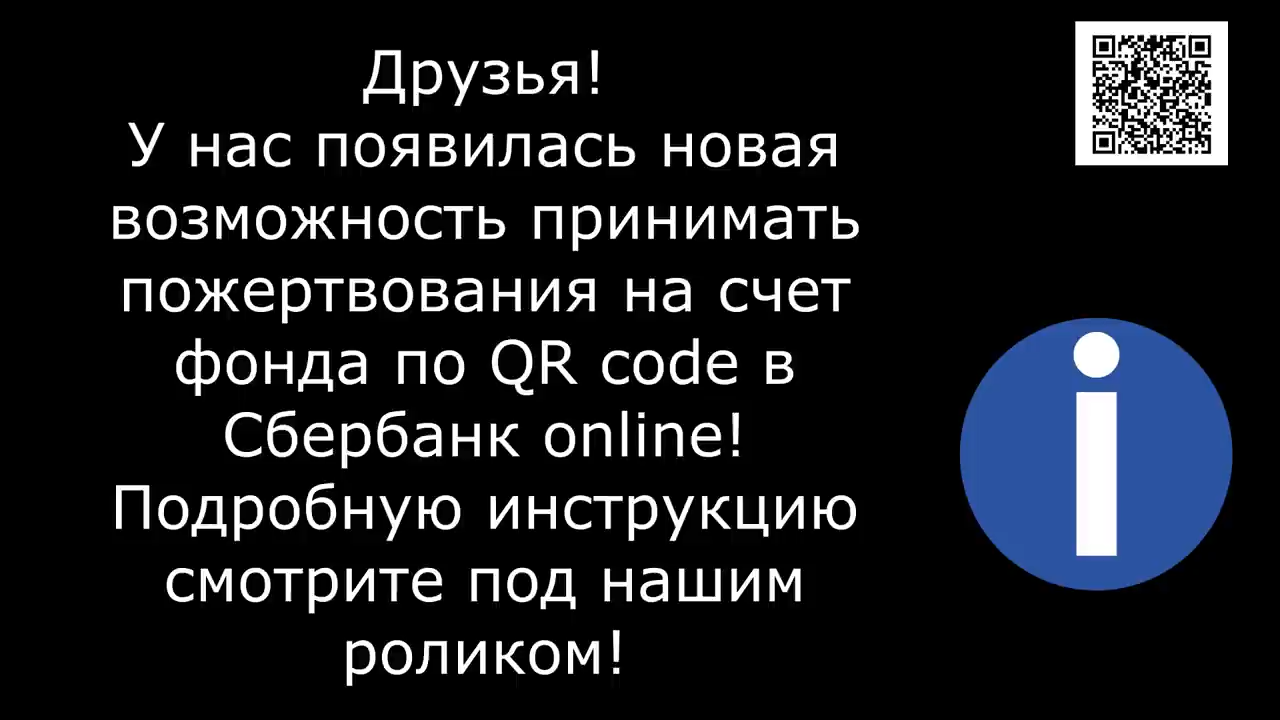 Друзья!
У нас появилась новая
возможность принимать
пожертвования на счет
фонда по QR code в
Сбербанк online!
Подробную инструкцию
смотрите под нашим
роликом!
i